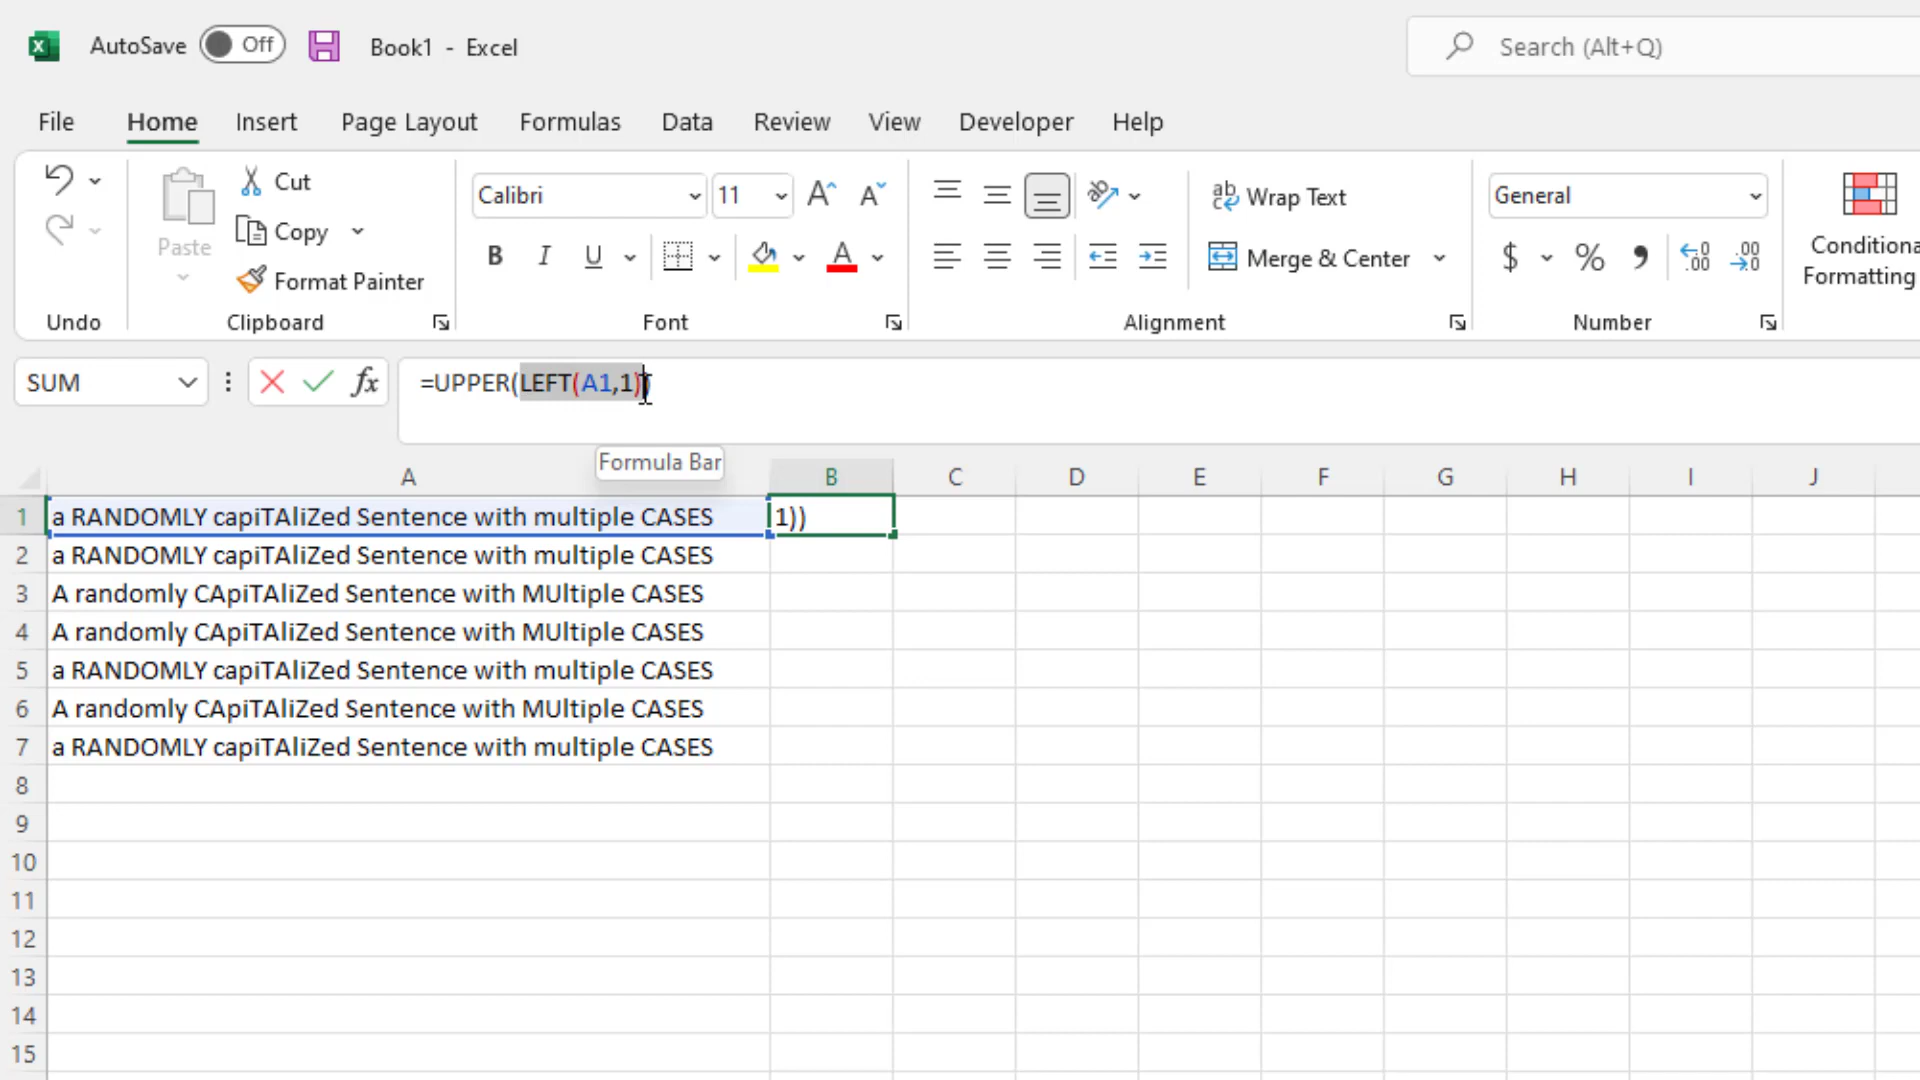 AutoSave Off Book1 - Excel Search (Alt+Q)
File Home Insert Page Layout Formulas Data Review View Developer Help
Paste Cut
Copy
Format Painter
Calibri 11 A A
B I U A
ab Wrap Text
Merge & Center
General
$ % , .00 .00
Conditiona
Formatting
Undo Clipboard Font Alignment Number
SUM fx =UPPER(LEFT(A1,1))
Formula Bar
A B C D E F G H I J
1 a RANDOMLY capiTAliZed Sentence with multiple CASES 1))
2 a RANDOMLY capiTAliZed Sentence with multiple CASES
3 A randomly CApiTAliZed Sentence with MUltiple CASES
4 A randomly CApiTAliZed Sentence with MUltiple CASES
5 a RANDOMLY capiTAliZed Sentence with multiple CASES
6 A randomly CApiTAliZed Sentence with MUltiple CASES
7 a RANDOMLY capiTAliZed Sentence with multiple CASES
8
9
10
11
12
13
14
15